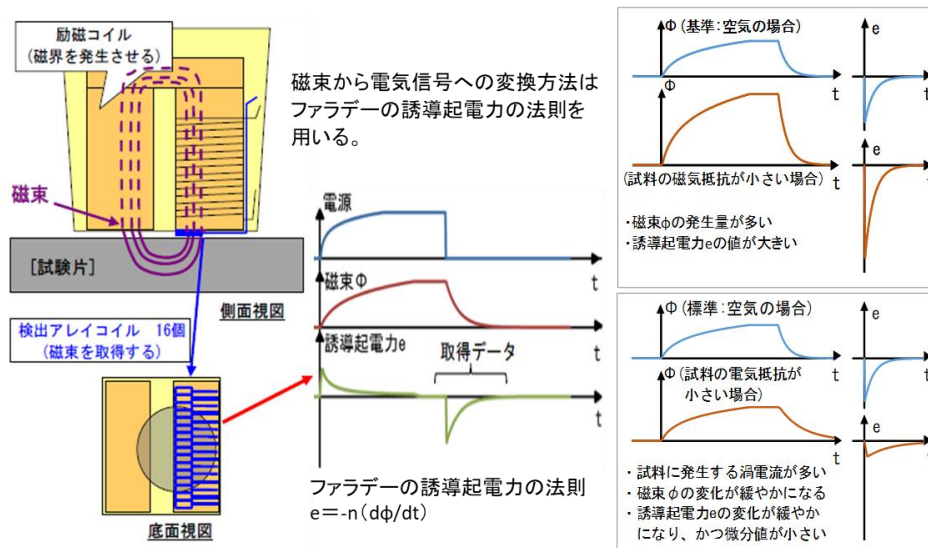 励磁コイル
(磁界を発生させる)
磁束
[試験片]
側面視図
検出アレイコイル 16個
(磁束を取得する)
底面視図
磁束から電気信号への変換方法は
ファラデーの誘導起電力の法則を
用いる。
電源
t
磁束Φ
t
誘導起電力e
取得データ
t
ファラデーの誘導起電力の法則
e=-n(dφ/dt)
Φ(基準:空気の場合)
t
e
t
Φ
t
e
t
(試料の磁気抵抗が小さい場合)
・磁束φの発生量が多い
・誘導起電力eの値が大きい
Φ(標準:空気の場合)
t
e
t
Φ(試料の電気抵抗が
小さい場合)
t
e
t
・試料に発生する渦電流が多い
・磁束φの変化が緩やかになる
・誘導起電力eの変化が緩やか
になり、かつ微分値が小さい